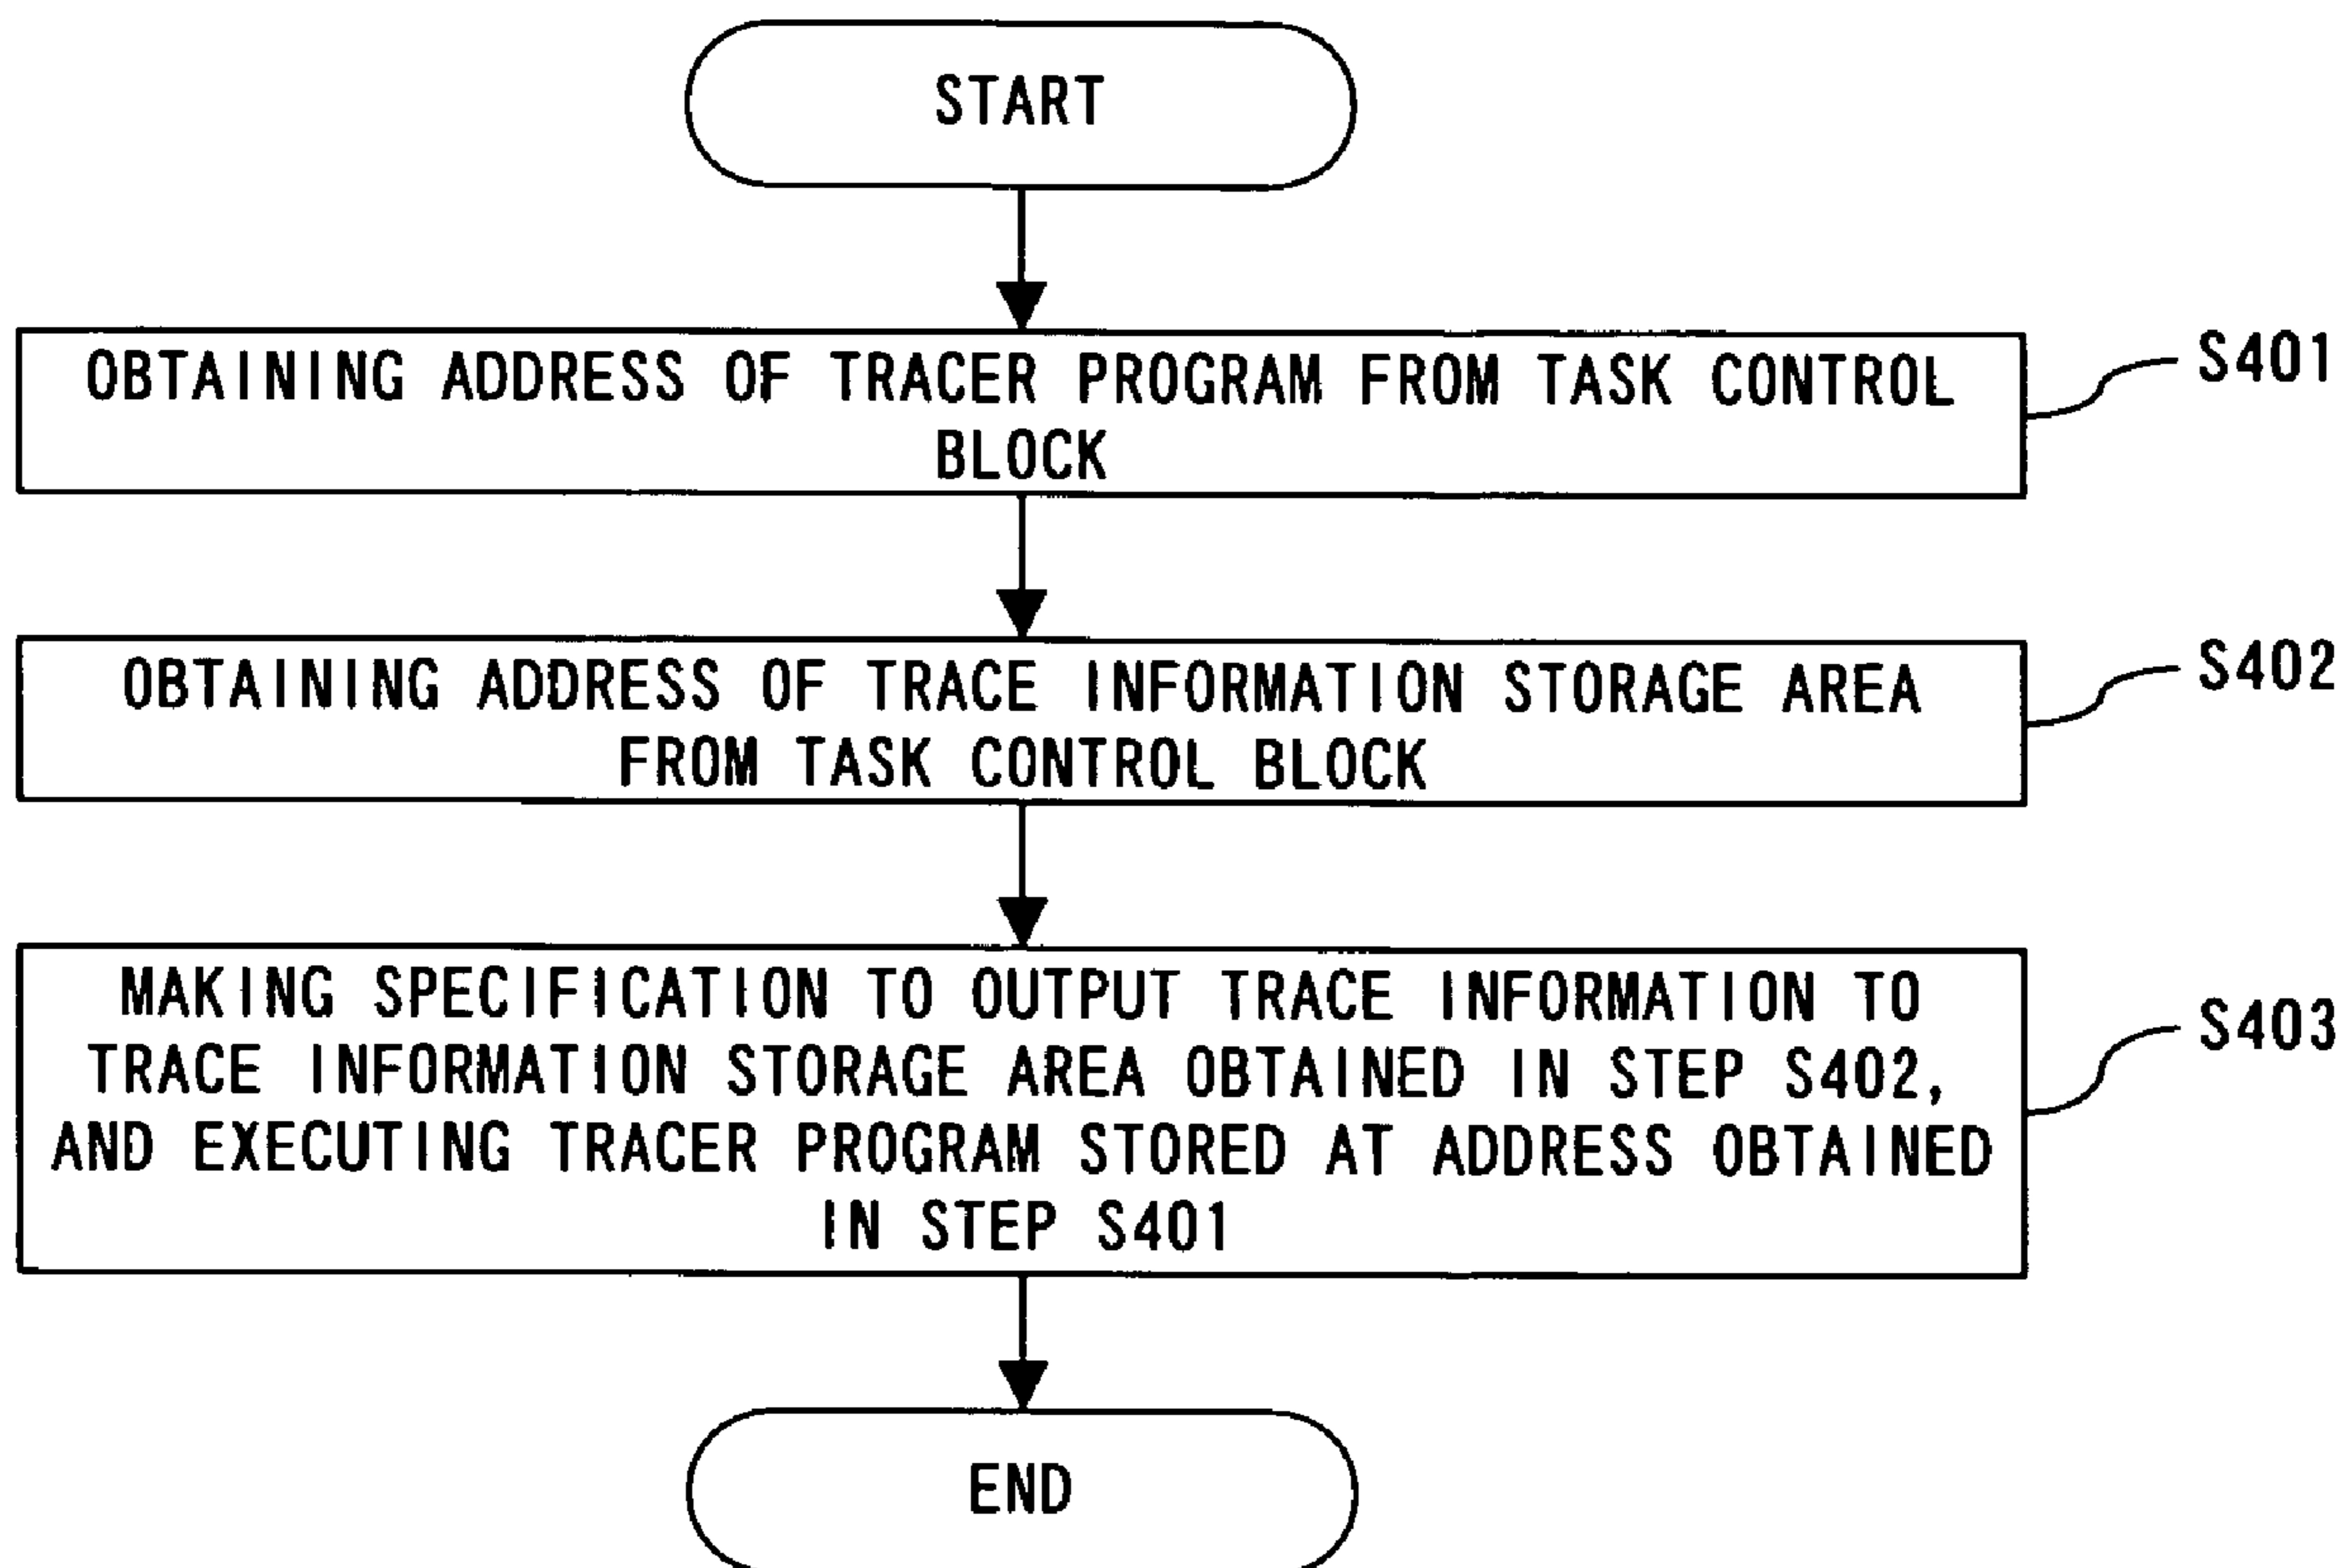 START
OBTAINING ADDRESS OF TRACER PROGRAM FROM TASK CONTROL
BLOCK
S401
OBTAINING ADDRESS OF TRACE INFORMATION STORAGE AREA
FROM TASK CONTROL BLOCK
S402
MAKING SPECIFICATION TO OUTPUT TRACE INFORMATION TO
TRACE INFORMATION STORAGE AREA OBTAINED IN STEP S402,
AND EXECUTING TRACER PROGRAM STORED AT ADDRESS OBTAINED
IN STEP S401
S403
END